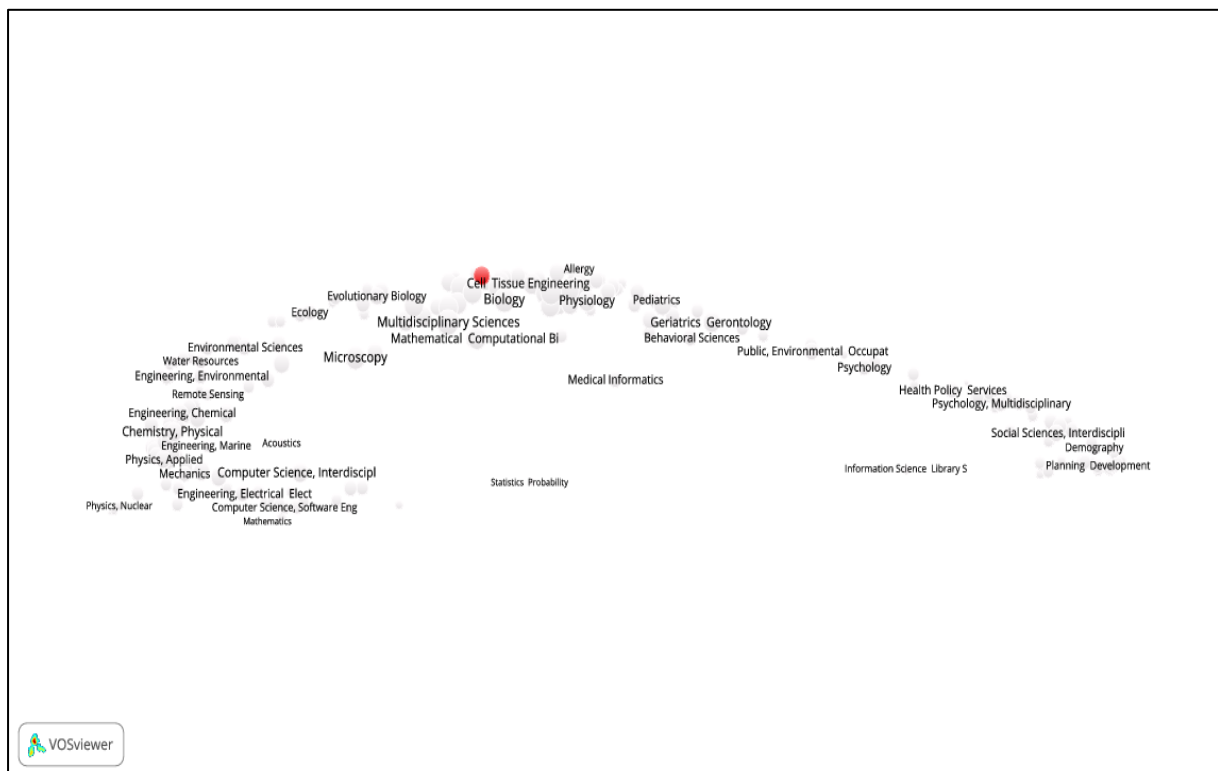 Allergy
Cell  Tissue Engineering
Evolutionary Biology
Biology
Physiology
Pediatrics
Ecology
Multidisciplinary Sciences
Geriatrics  Gerontology
Mathematical  Computational Bi
Behavioral Sciences
Environmental Sciences
Public, Environmental  Occupat
Microscopy
Water Resources
Psychology
Engineering, Environmental
Medical Informatics
Remote Sensing
Health Policy  Services
Psychology, Multidisciplinary
Engineering, Chemical
Chemistry, Physical
Social Sciences, Interdiscipli
Engineering, Marine
Acoustics
Demography
Physics, Applied
Planning  Development
Mechanics
Computer Science, Interdiscipl
Information Science  Library S
Statistics  Probability
Engineering, Electrical  Elect
Physics, Nuclear
Computer Science, Software Eng
Mathematics
VOSviewer